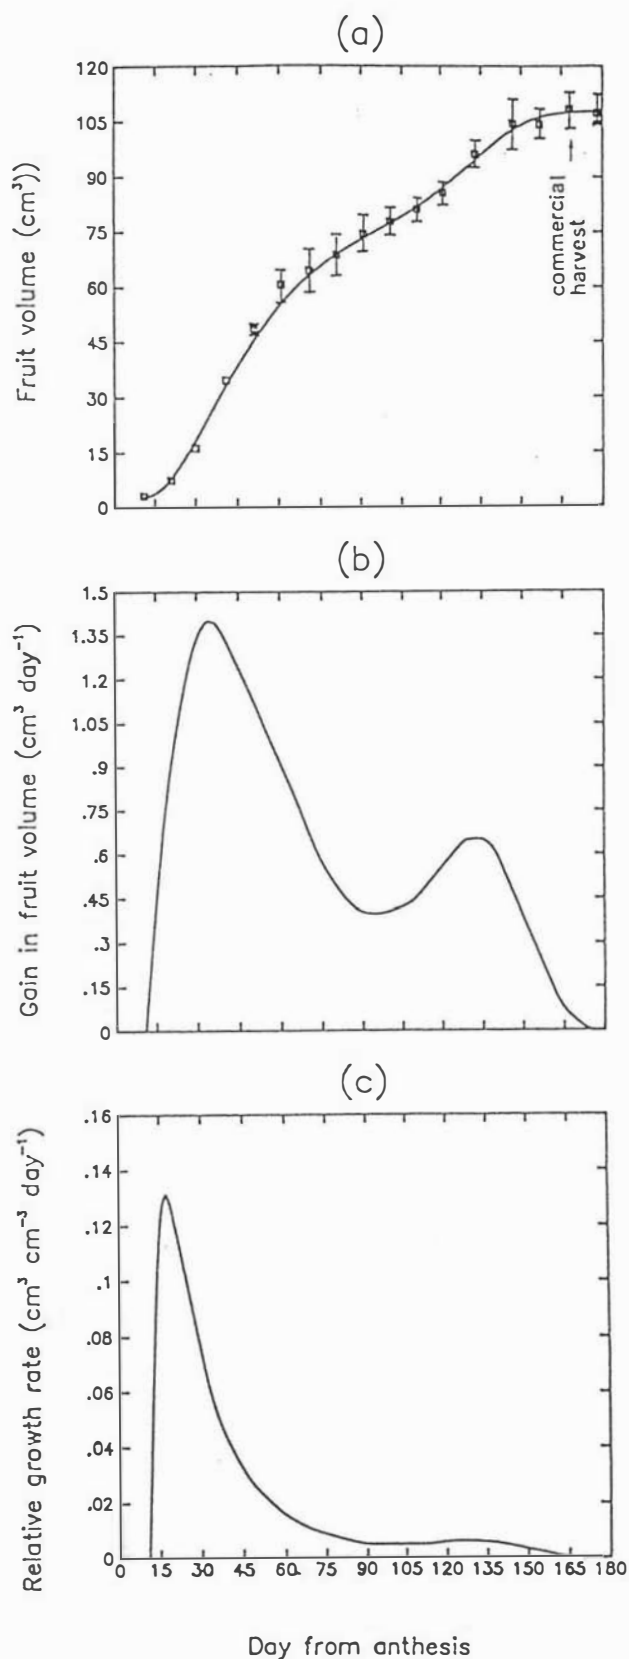 (a)
Fruit volume (cm³))
120
105
90
75
60
45
30
15
0
commercial
harvest
(b)
Gain in fruit volume (cm³ day⁻¹)
1.5
1.35
1.2
1.05
.9
.75
.6
.45
.3
.15
0
(c)
Relative growth rate (cm³ cm⁻³ day⁻¹)
.16
.14
.12
.1
.08
.06
.04
.02
0
0 15 30 45 60 75 90 105 120 135 150 165 180
Day from anthesis